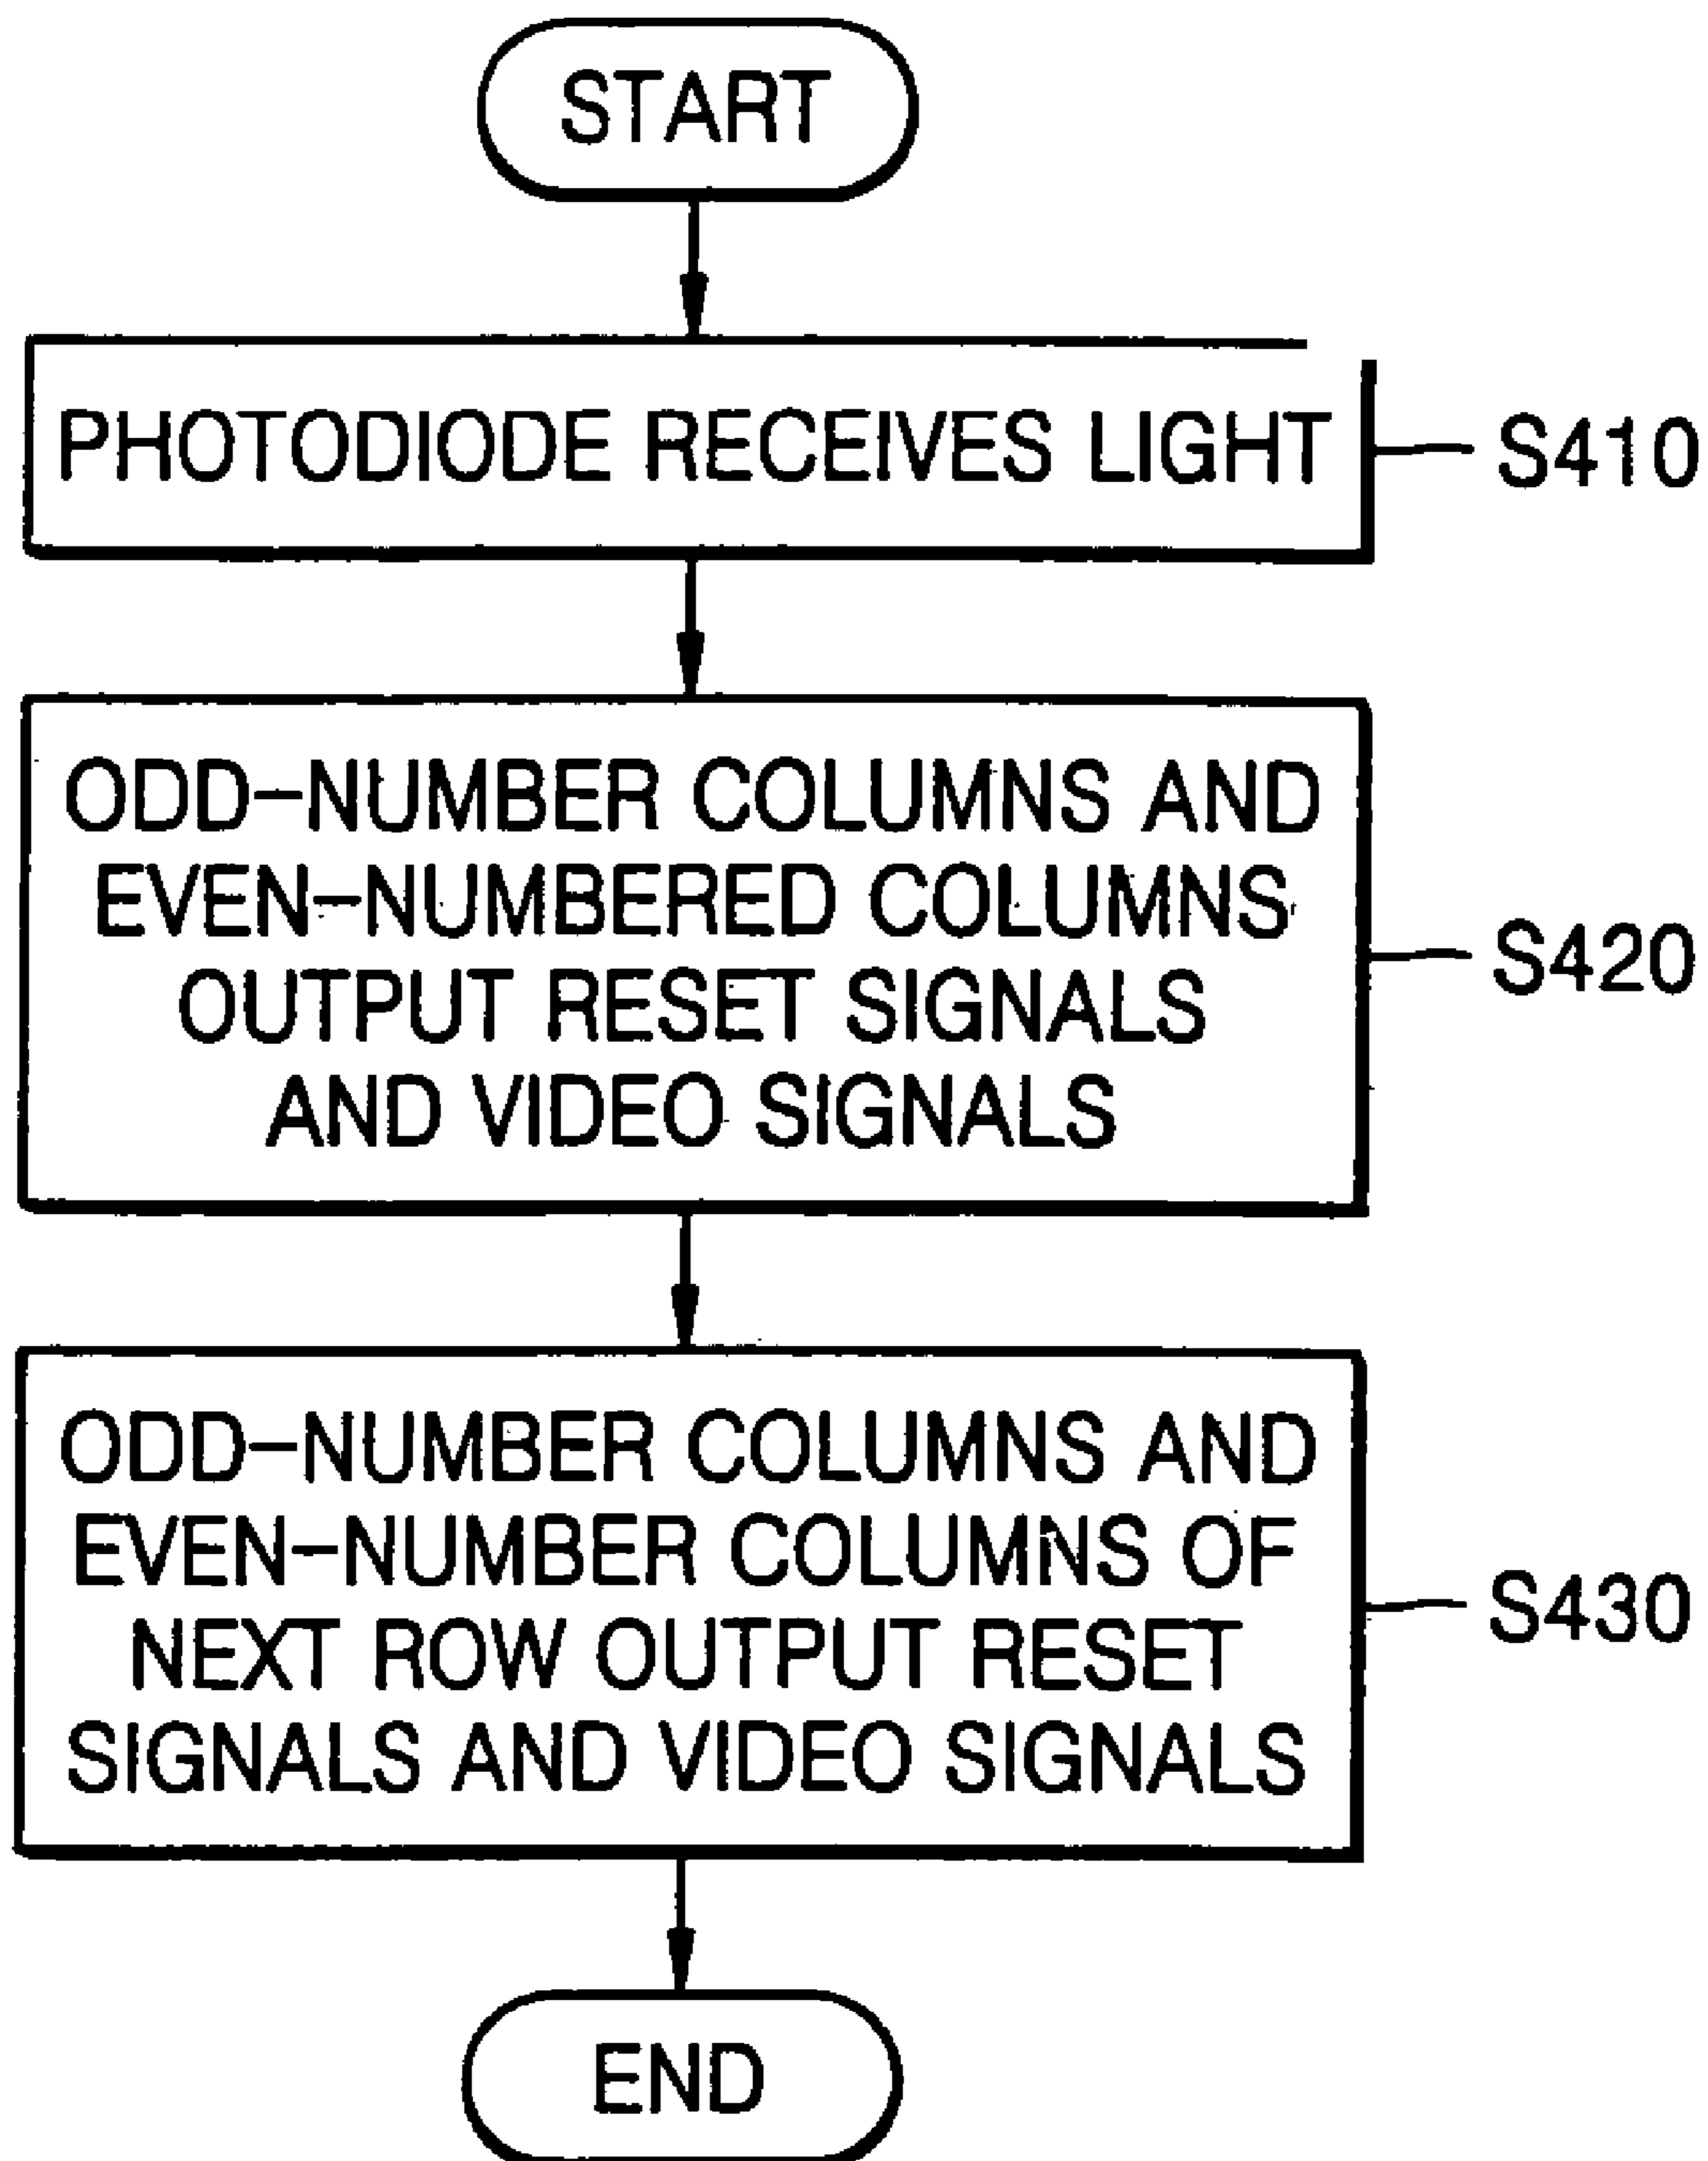 START
PHOTODIODE RECEIVES LIGHT
S410
ODD-NUMBER COLUMNS AND
EVEN-NUMBERED COLUMNS
OUTPUT RESET SIGNALS
AND VIDEO SIGNALS
S420
ODD-NUMBER COLUMNS AND
EVEN-NUMBER COLUMNS OF
NEXT ROW OUTPUT RESET
SIGNALS AND VIDEO SIGNALS
S430
END